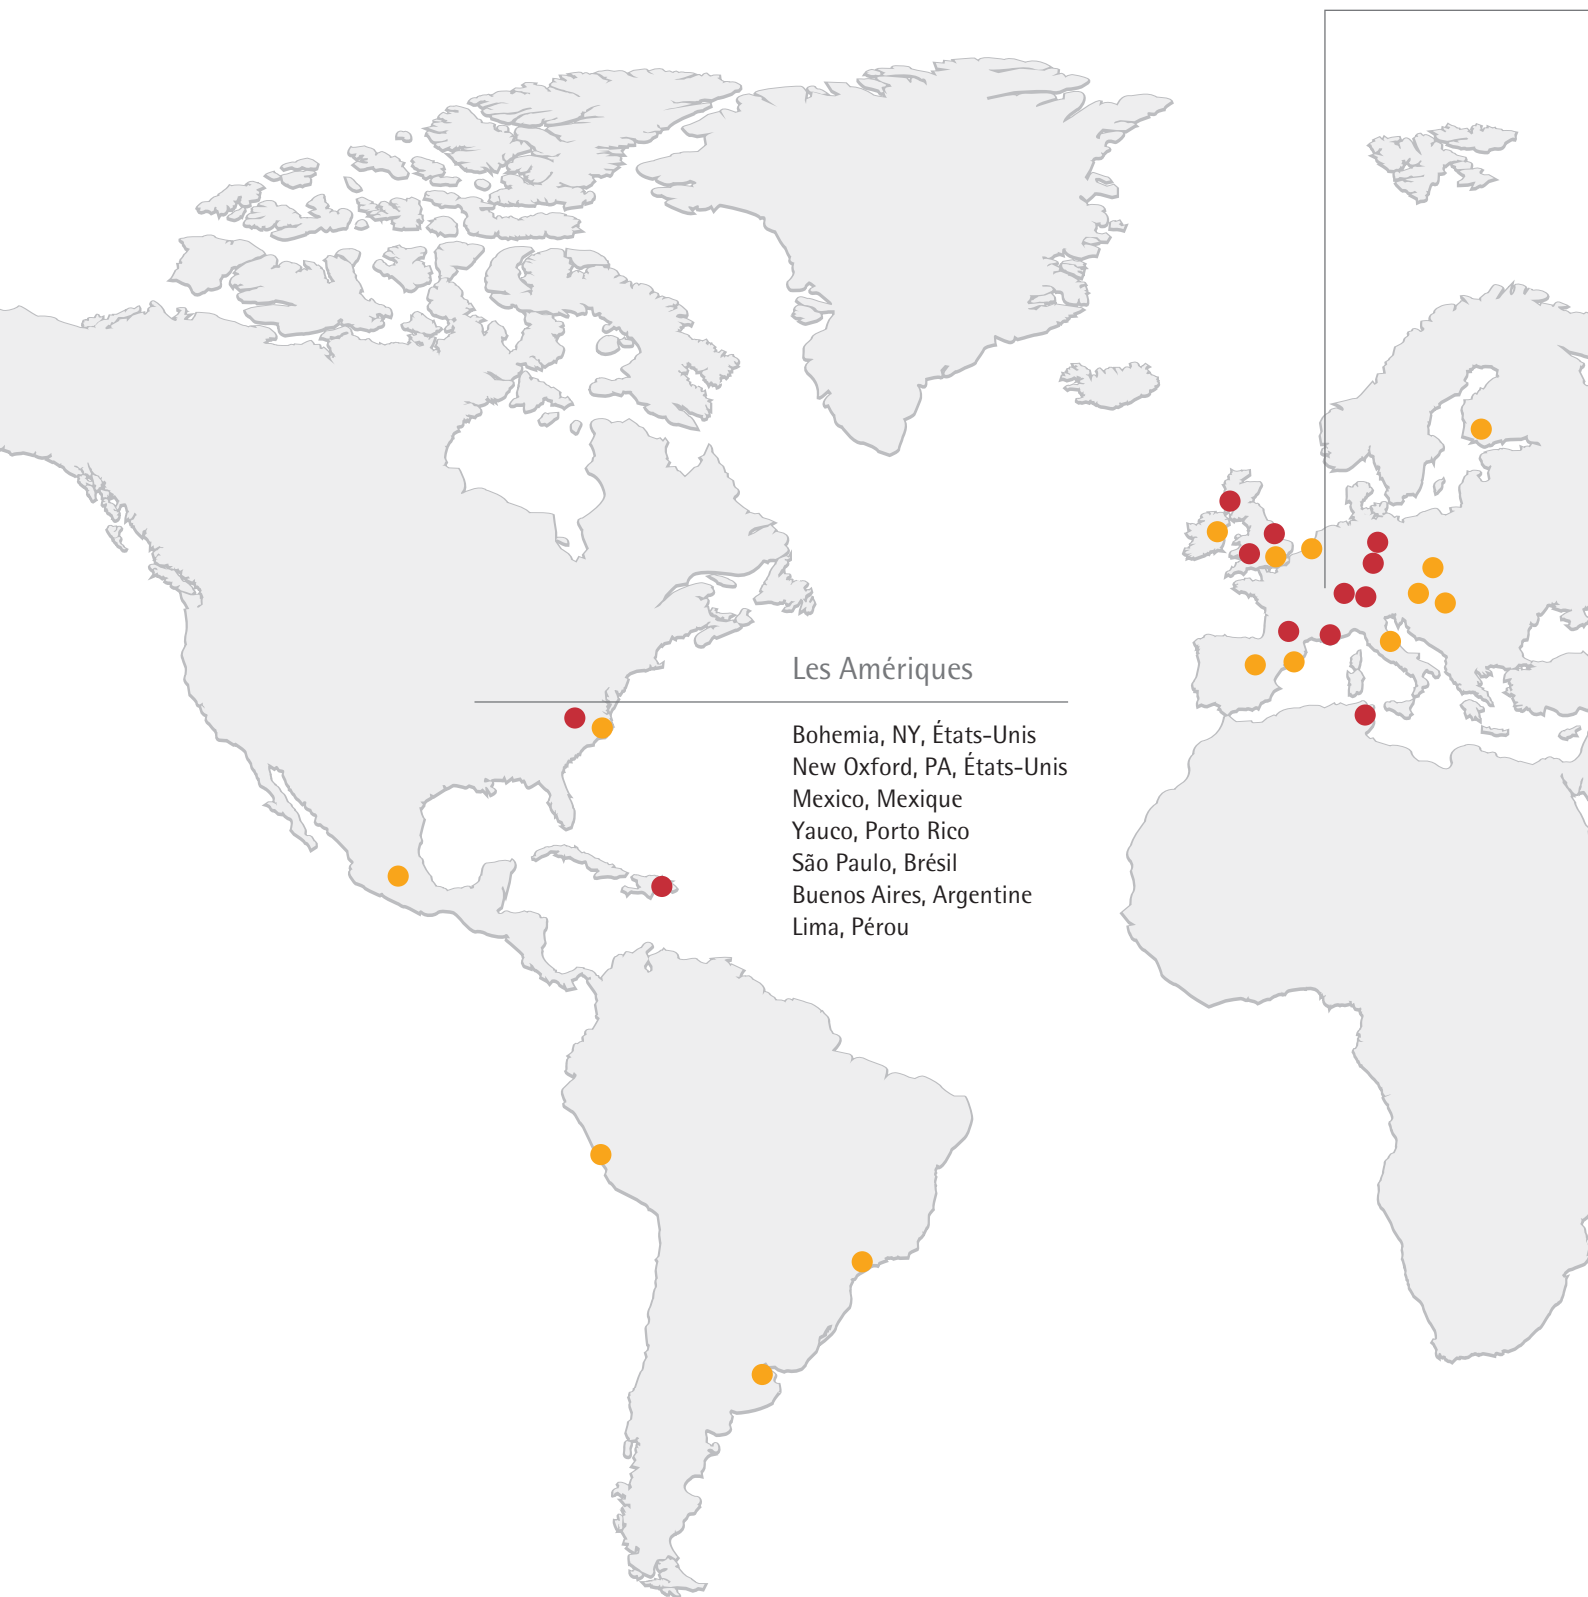 Les Amériques
Bohemia, NY, États-Unis
New Oxford, PA, États-Unis
Mexico, Mexique
Yauco, Porto Rico
São Paulo, Brésil
Buenos Aires, Argentine
Lima, Pérou